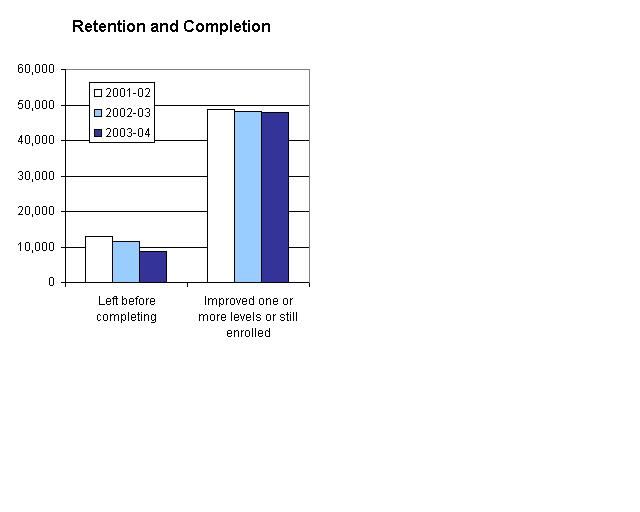 Retention and Completion
60,000
50,000
40,000
30,000
20,000
10,000
0
2001-02
2002-03
2003-04
Left before
completing
Improved one or
more levels or still
enrolled